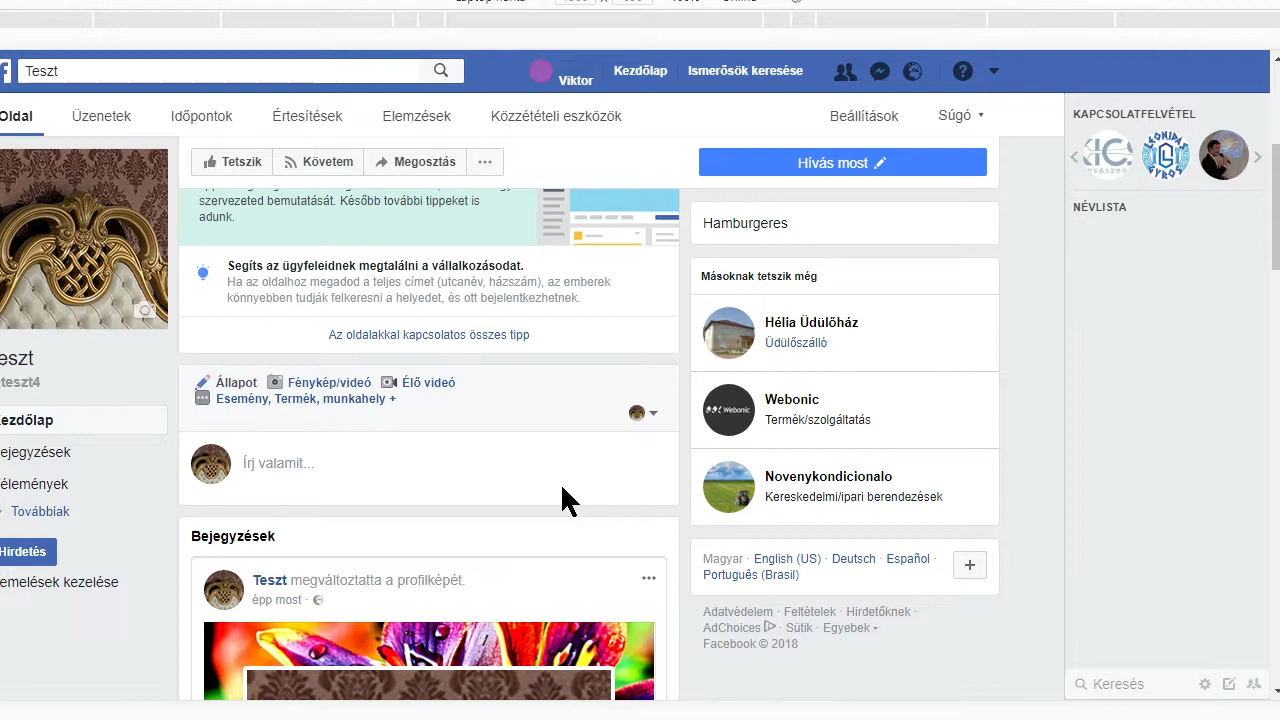 Teszt
Viktor
Kezdőlap
Ismerősök keresése
Oldal
Üzenetek
Időpontok
Értesítések
Elemzések
Közzétételi eszközök
Beállítások
Súgó
Tetszik
Követem
Megosztás
Hívás most
szervezeted bemutatását. Később további tippeket is
adunk.
Segíts az ügyfeleidnek megtalálni a vállalkozásodat.
Ha az oldalhoz megadod a teljes címet (utcanév, házszám), az emberek
könnyebben tudják felkeresni a helyedet, és ott bejelentkezhetnek.
Az oldalakkal kapcsolatos összes tipp
eszt
teszt4
ezdőlap
ejegyzések
élemények
Továbbiak
Hirdetés
emelések kezelése
Állapot
Fénykép/videó
Élő videó
Esemény, Termék, munkahely +
Írj valamit...
Bejegyzések
Teszt megváltoztatta a profilképét.
épp most ·
Hamburgeres
Másoknak tetszik még
Hélia Üdülőház
Üdülőszálló
Webonic
Webonic
Termék/szolgáltatás
Novenykondicionalo
Kereskedelmi/ipari berendezések
Magyar · English (US) · Deutsch · Español ·
Português (Brasil)
+
Adatvédelem · Feltételek · Hirdetőknek ·
AdChoices · Sütik · Egyebek
Facebook © 2018
KAPCSOLATFELVÉTEL
NÉVLISTA
Keresés